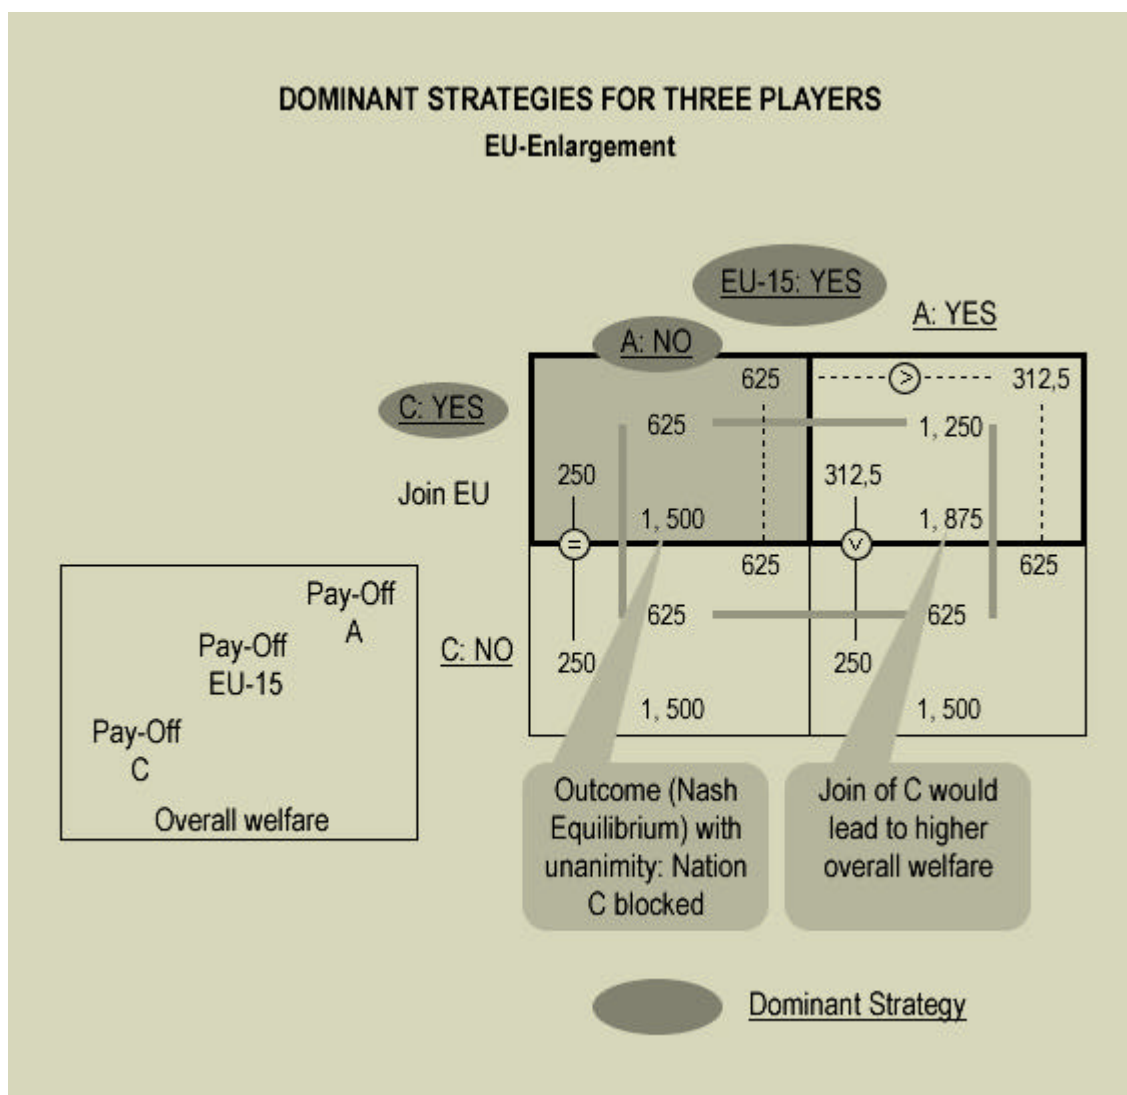 DOMINANT STRATEGIES FOR THREE PLAYERS
EU-Enlargement
EU-15: YES
A: NO
A: YES
C: YES
Join EU
C: NO
625
625
250
1, 500
>
312,5
1, 250
312,5
1, 875
=
v
625
625
250
1, 500
625
625
250
1, 500
Pay-Off
A
Pay-Off
EU-15
Pay-Off
C
Overall welfare
Outcome (Nash
Equilibrium) with
unanimity: Nation
C blocked
Join of C would
lead to higher
overall welfare
Dominant Strategy